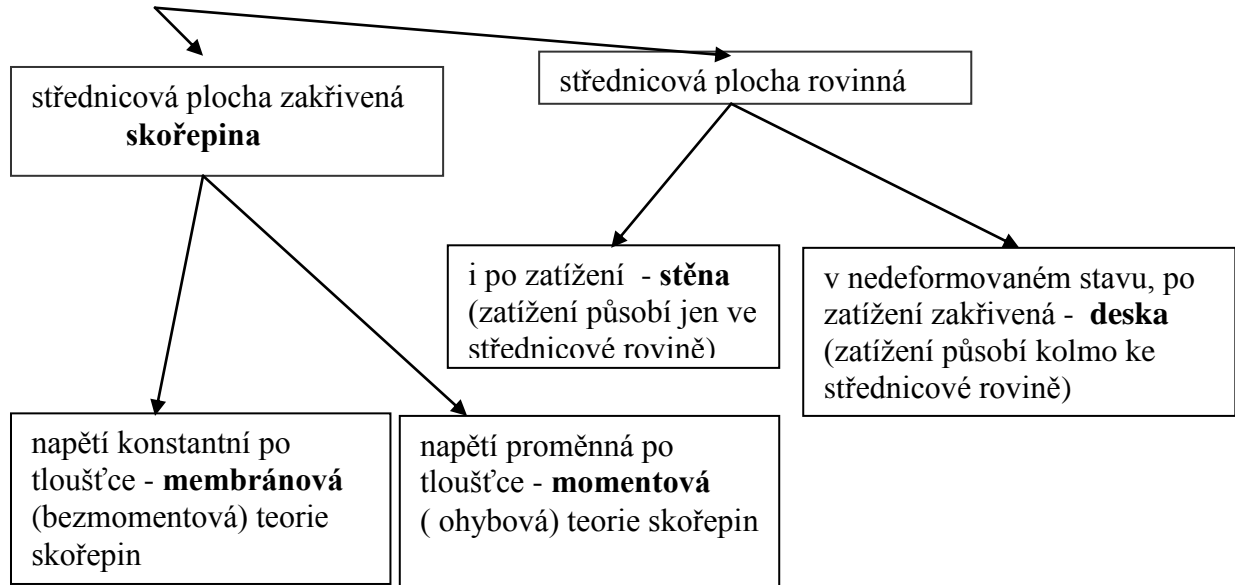 střednicová plocha zakřivená
skořepina
střednicová plocha rovinná
i po zatížení - stěna
(zatížení působí jen ve
střednicové rovině)
v nedeformovaném stavu, po
zatížení zakřivená - deska
(zatížení působí kolmo ke
střednicové rovině)
napětí konstantní po
tloušťce - membránová
(bezmomentová) teorie
skořepin
napětí proměnná po
tloušťce - momentová
( ohybová) teorie skořepin